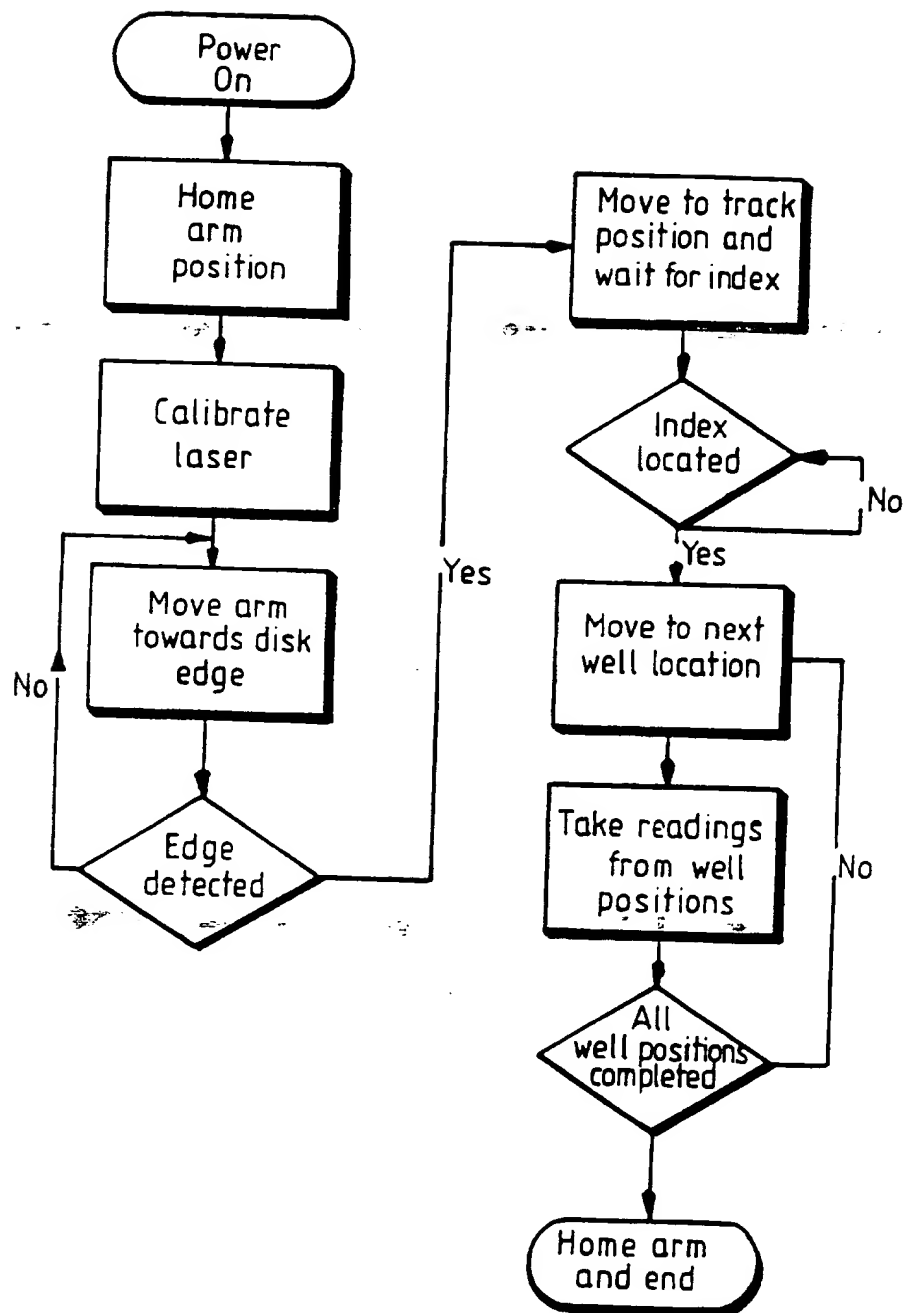 Power
On
Home
arm
position
Calibrate
laser
Move arm
towards disk
edge
No
Edge
detected
Yes
Move to track
position and
wait for index
Index
located
No
Yes
Move to next
well location
Take readings
from well
positions
No
All
well positions
completed
Home arm
and end